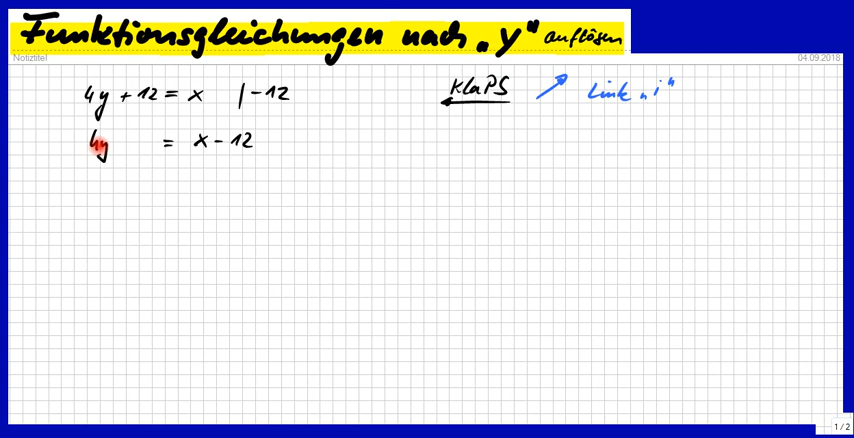 Funktionsgleichungen nach „y" auflösen
Notiztitel
04.09.2018
4y + 12 = x | -12
KlaPS
Link „i"
4y = x - 12
1 / 2